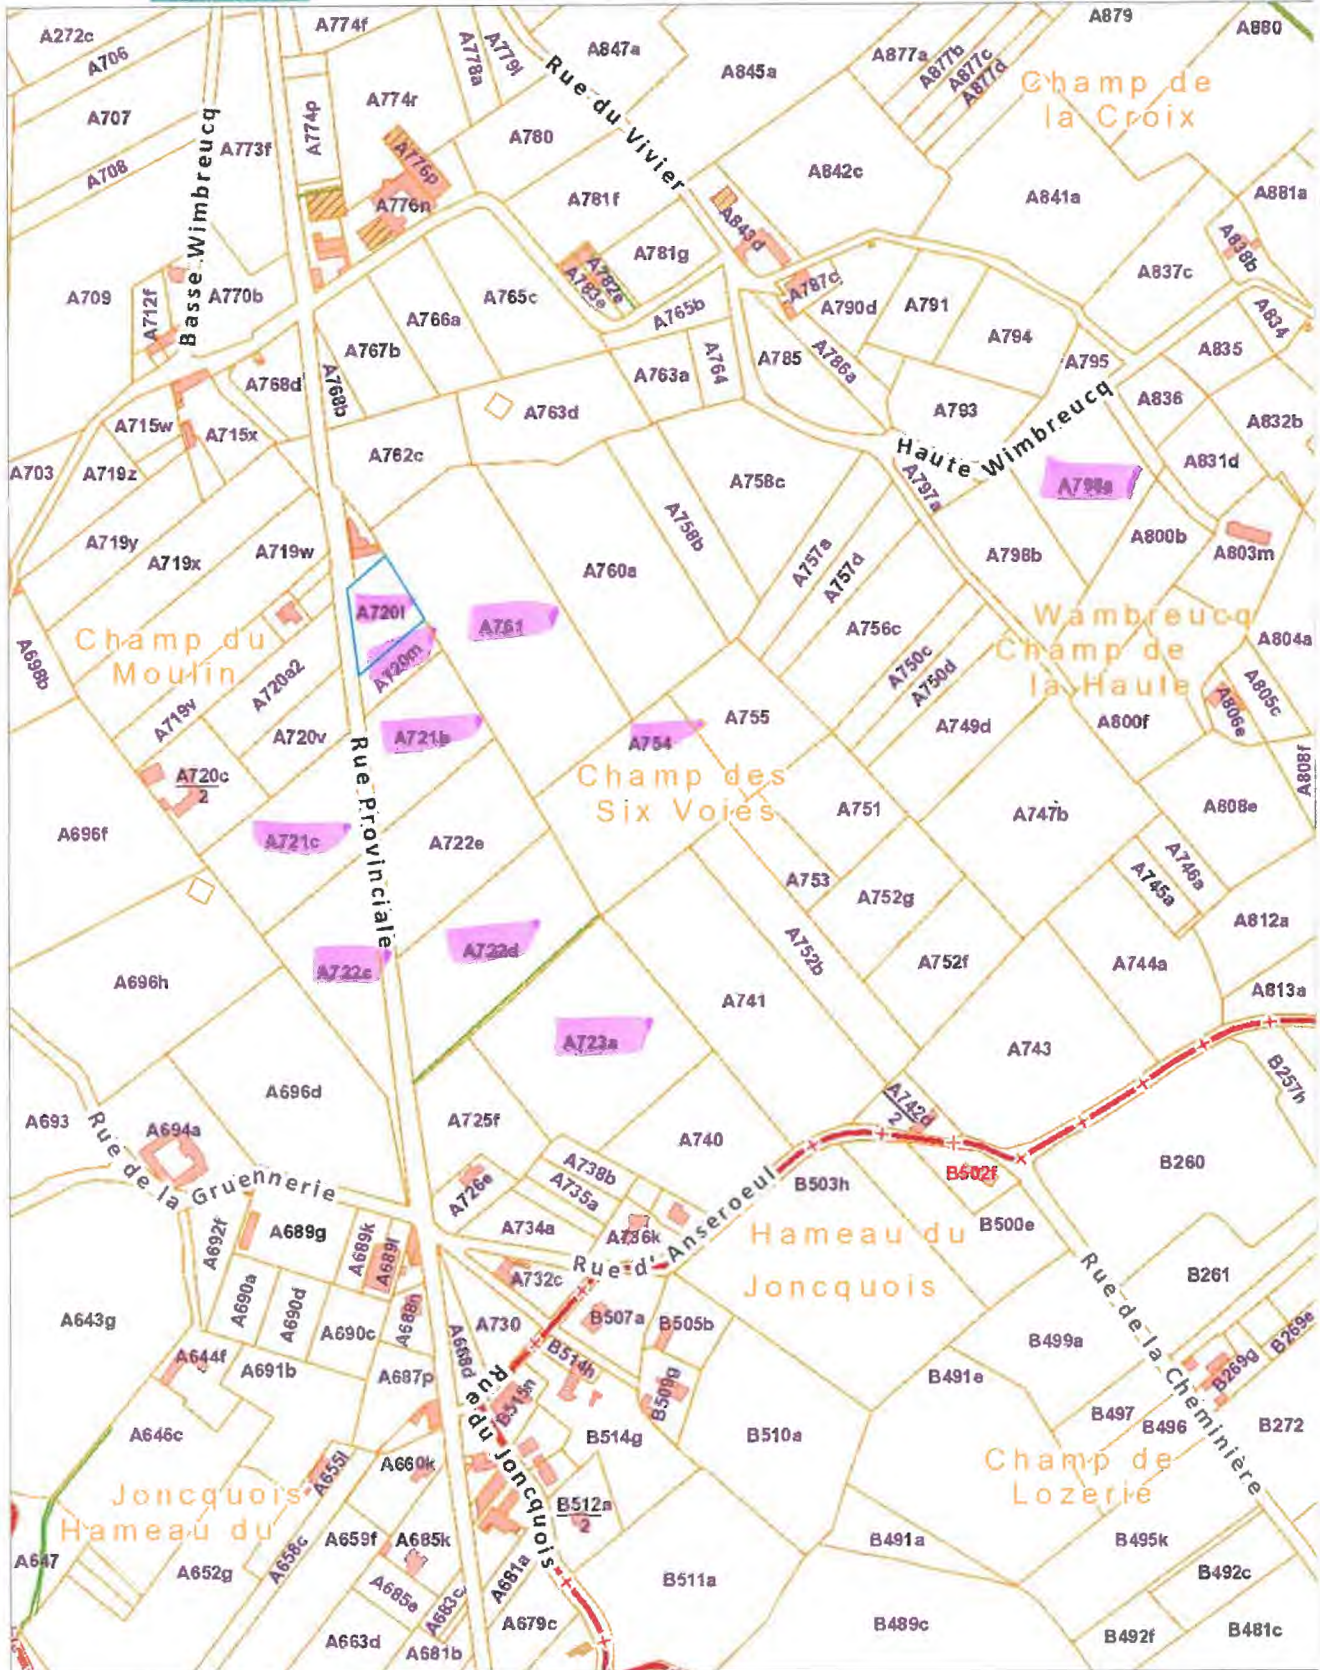 A272c
A706
A707
A708
A774f
A774p
A774r
A773f
A778a
A779l
A847a
A845a
A877a
A877b
A877c
A877d
A879
A880
Champ de
la Croix
Rue du Vivier
Basse Wimbreucq
A776p
A776n
A780
A781f
A781g
A782e
A783e
A842c
A843d
A841a
A881a
A838b
A837c
A834
A835
A709
A712f
A770b
A765c
A766a
A767b
A768b
A768d
A765b
A763a
A764
A763d
A785
A786a
A787c
A790d
A791
A794
A795
A793
A836
A832b
A831d
Haute Wimbreucq
A715w
A715x
A703
A719z
A719y
A719x
A719w
A762c
A760a
A758c
A758b
A757a
A757d
A797a
A798b
A800b
A803m
A720l
A720m
A761
A756c
A750c
A750d
Wambreucq
Champ de
la Haute
A804a
A805c
A806e
A808f
A698b
Champ du
Moulin
A720a2
A719v
A720v
A720c
2
A721b
A721c
Rue Provinciale
A754
A755
A749d
A800f
Champ des
Six Voies
A751
A747b
A808e
A696f
A722e
A753
A752g
A752b
A752f
A746a
A745a
A812a
A744a
A813a
A696h
A722d
A741
A723a
A743
B257h
A693
A696d
A694a
Rue de la Gruennerie
A725f
A740
A742d
2
A738b
A735a
A726e
A734a
A736k
Rue d'Anseroeul
B503h
B502f
B500e
B260
B261
Hameau du
Joncquois
Rue de la Cheminière
A692f
A689g
A689k
A689l
A690a
A690d
A690c
A688n
A687p
A691b
A644f
A643g
A732c
A730
A668d
B507a
B505b
B514h
B509g
B515n
B514g
B510a
Rue du Joncquois
B499a
B491e
B497
B496
B269g
B269e
B272
Champ de
Lozerie
A646c
Joncquois
Hameau du
A655l
A660k
A647
A652g
A658c
A659f
A685k
A685e
A683c
A681a
A679c
A663d
A681b
B512a
2
B511a
B491a
B489c
B495k
B492c
B492f
B481c